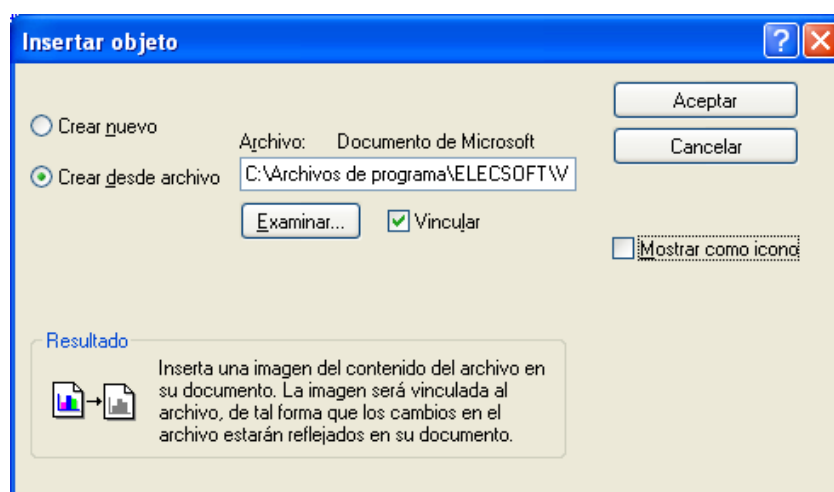 Insertar objeto
Crear nuevo
Crear desde archivo
Archivo: Documento de Microsoft
C:\Archivos de programa\ELECSOFT\V
Examinar...
Vincular
Aceptar
Cancelar
Mostrar como icono
Resultado
Inserta una imagen del contenido del archivo en
su documento. La imagen será vinculada al
archivo, de tal forma que los cambios en el
archivo estarán reflejados en su documento.